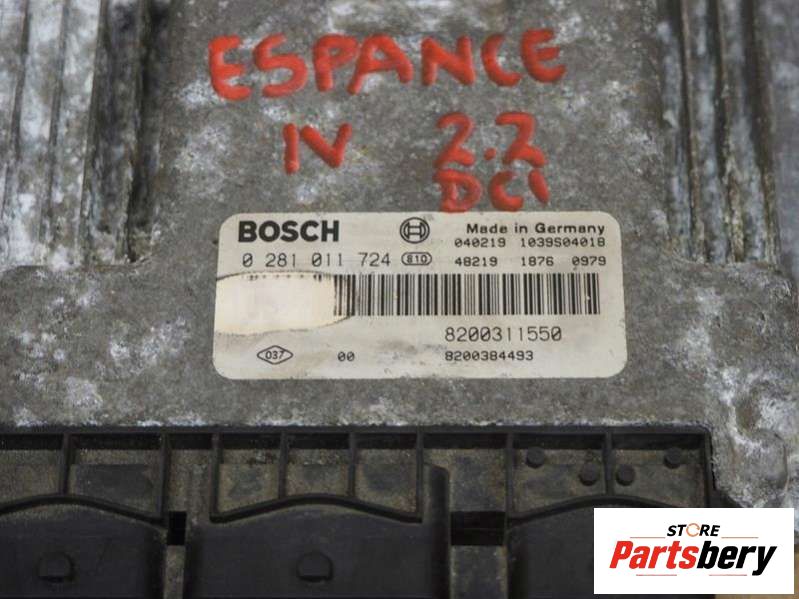 ESPANCE
IV 2.2
DCI
BOSCH Made in Germany
040219 1039S04018
0 281 011 724 810 48219 1876 0979
8200311550
037 00 8200384493
STORE
Partsbery